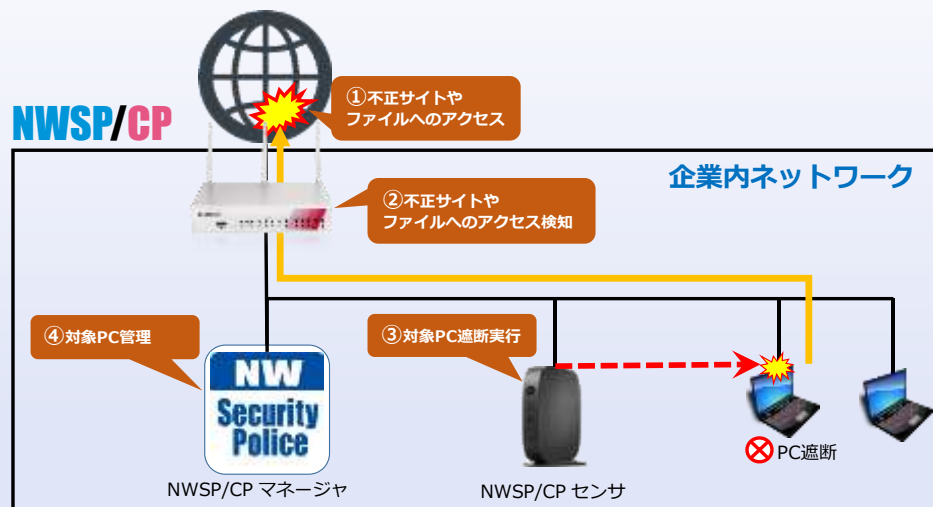 ①不正サイトや
ファイルへのアクセス
NWSP/CP
企業内ネットワーク
②不正サイトや
ファイルへのアクセス検知
④対象PC管理
③対象PC遮断実行
NW
Security
Police
PC遮断
NWSP/CP マネージャ
NWSP/CP センサ